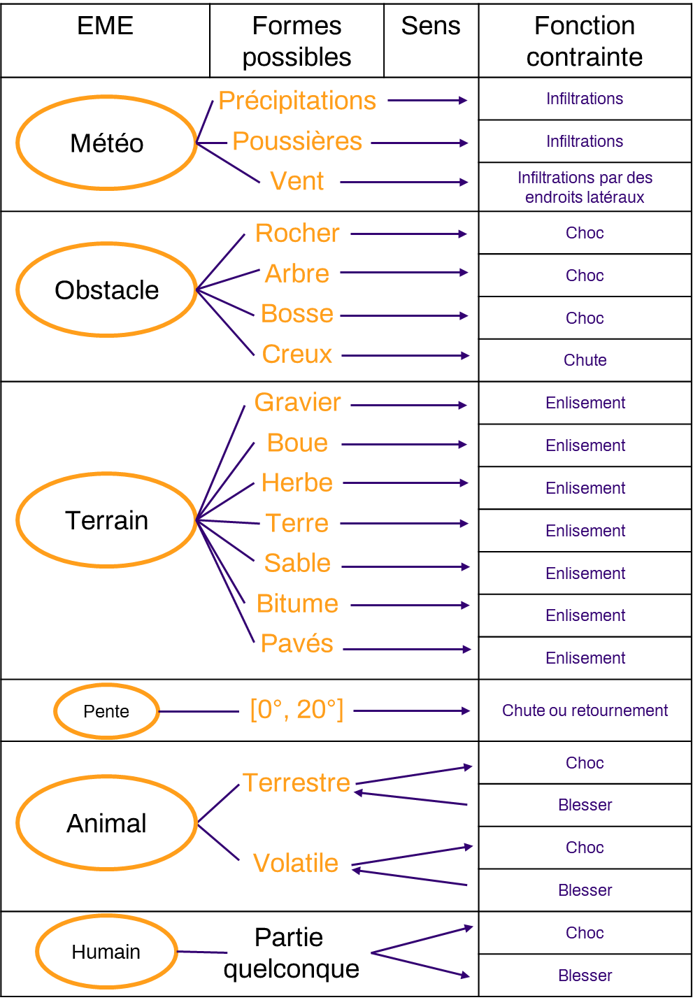 EME
Formes
possibles
Sens
Fonction
contrainte
Météo
Précipitations
Infiltrations
Poussières
Infiltrations
Vent
Infiltrations par des
endroits latéraux
Obstacle
Rocher
Choc
Arbre
Choc
Bosse
Choc
Creux
Chute
Terrain
Gravier
Enlisement
Boue
Enlisement
Herbe
Enlisement
Terre
Enlisement
Sable
Enlisement
Bitume
Enlisement
Pavés
Enlisement
Pente
[0°, 20°]
Chute ou retournement
Animal
Terrestre
Choc
Blesser
Volatile
Choc
Blesser
Humain
Partie
quelconque
Choc
Blesser